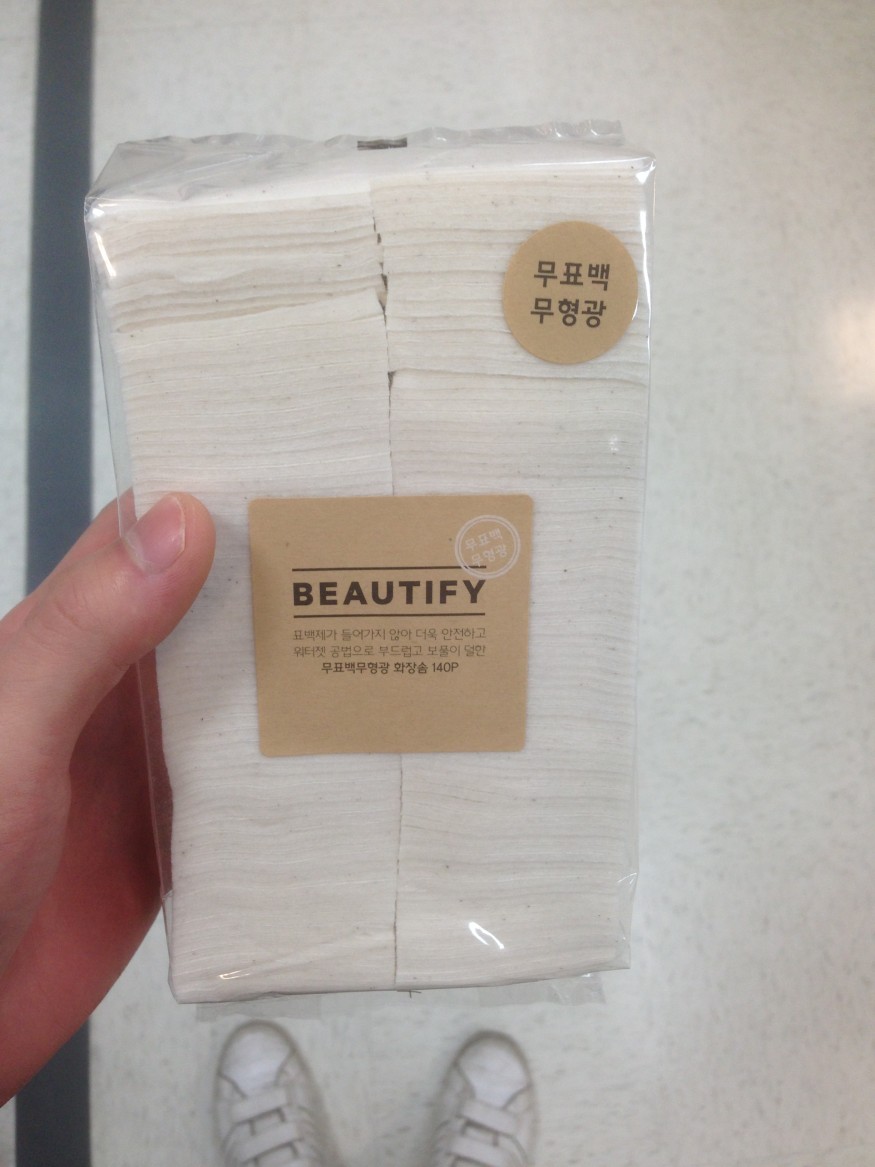 무표백
무형광
무표백
무형광
BEAUTIFY
표백제가 들어가지 않아 더욱 안전하고
워터젯 공법으로 부드럽고 보풀이 덜한
무표백무형광 화장솜 140P